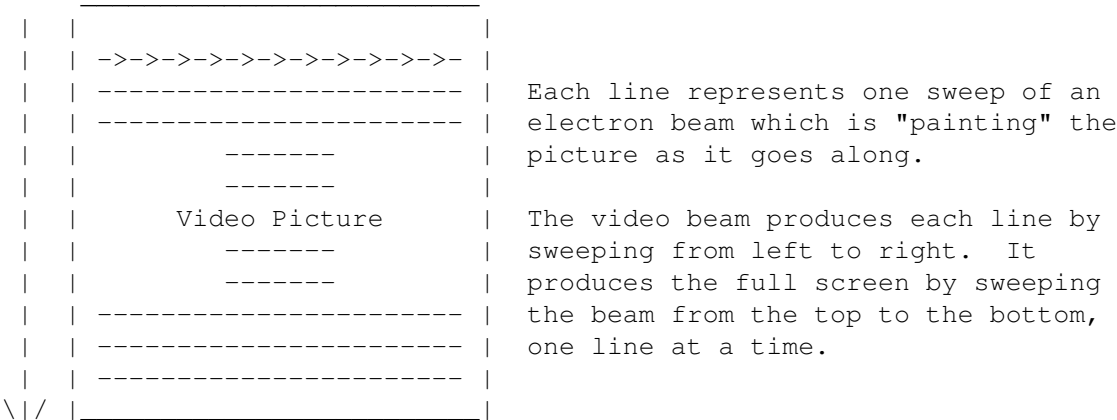 _________________________
 |  |                         |
 |  | ->->->->->->->->->->->- |
 |  | ----------------------- |  Each line represents one sweep of an
 |  | ----------------------- |  electron beam which is "painting" the
 |  |         -------         |  picture as it goes along.
 |  |         -------         |
 |  |      Video Picture      |  The video beam produces each line by
 |  |         -------         |  sweeping from left to right.  It
 |  |         -------         |  produces the full screen by sweeping
 |  | ----------------------- |  the beam from the top to the bottom,
 |  | ----------------------- |  one line at a time.
 |  | ----------------------- |
\|/ |_________________________|